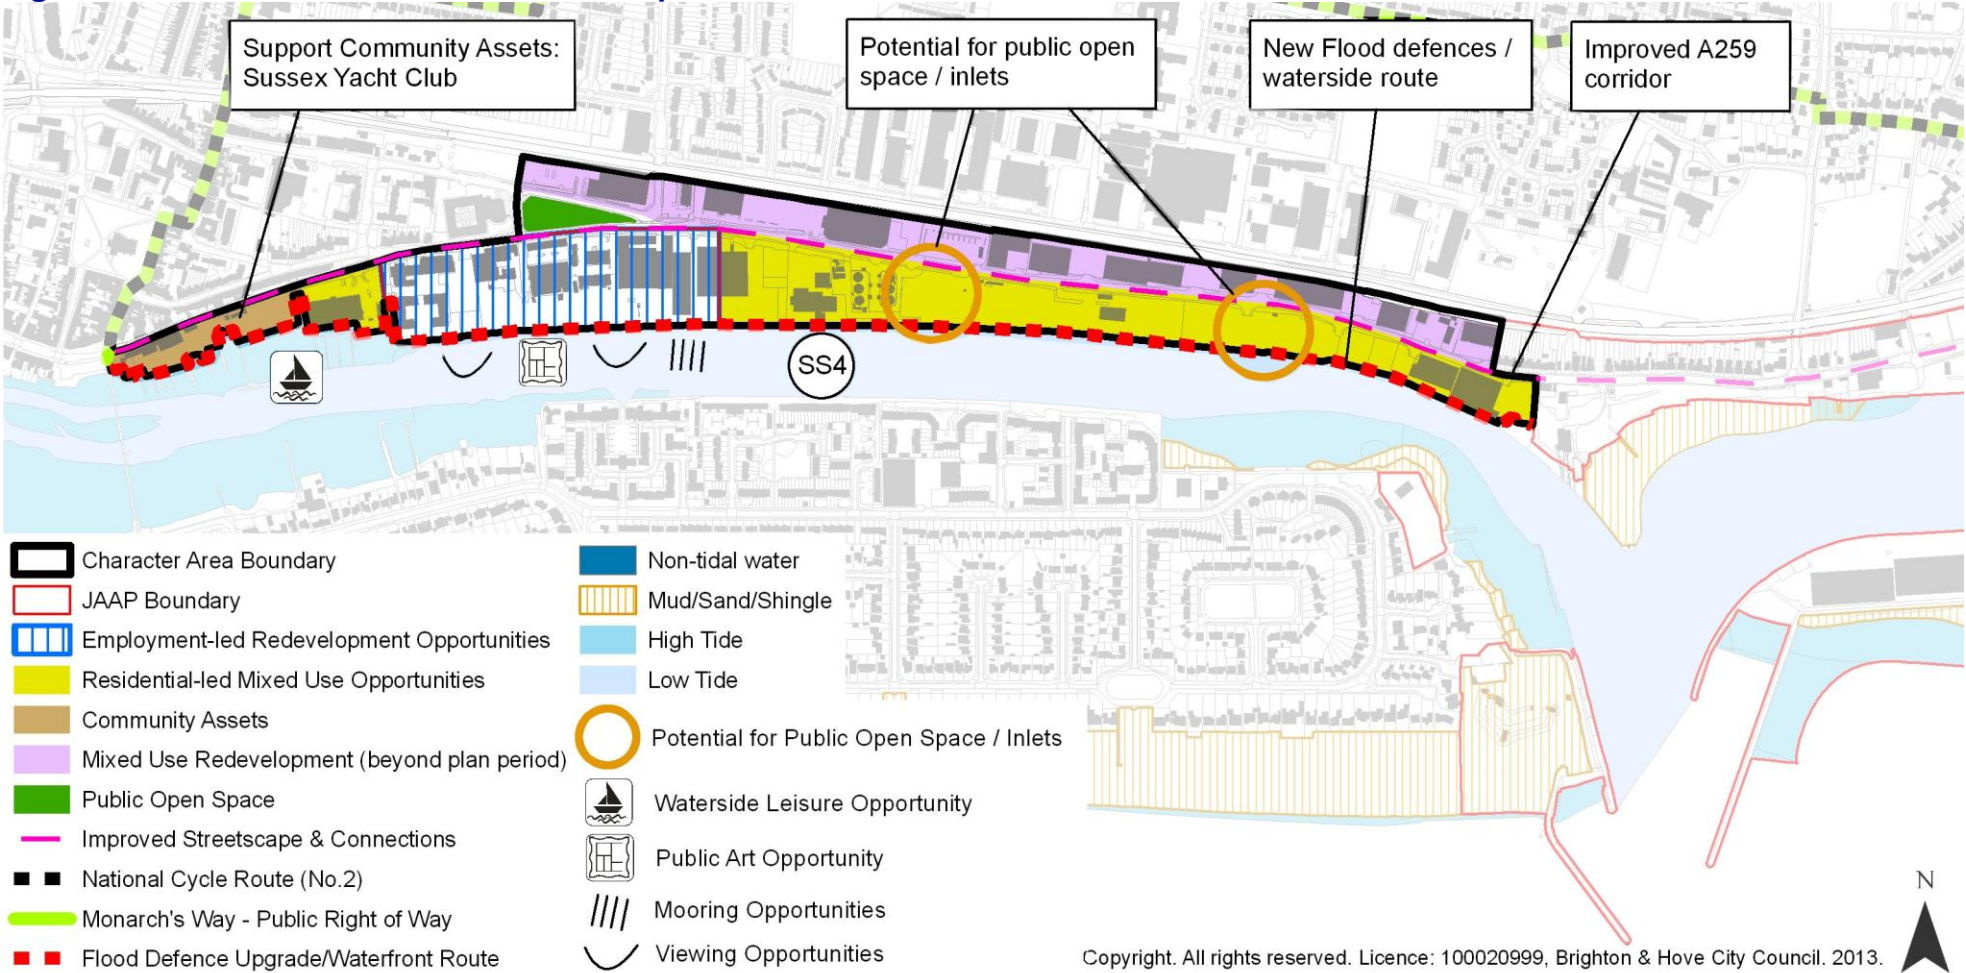 Support Community Assets:
Sussex Yacht Club
Potential for public open
space / inlets
New Flood defences /
waterside route
Improved A259
corridor
SS4
Character Area Boundary
JAAP Boundary
Employment-led Redevelopment Opportunities
Residential-led Mixed Use Opportunities
Community Assets
Mixed Use Redevelopment (beyond plan period)
Public Open Space
Improved Streetscape & Connections
National Cycle Route (No.2)
Monarch's Way - Public Right of Way
Flood Defence Upgrade/Waterfront Route
Non-tidal water
Mud/Sand/Shingle
High Tide
Low Tide
Potential for Public Open Space / Inlets
Waterside Leisure Opportunity
Public Art Opportunity
Mooring Opportunities
Viewing Opportunities
N
Copyright. All rights reserved. Licence: 100020999, Brighton & Hove City Council. 2013.